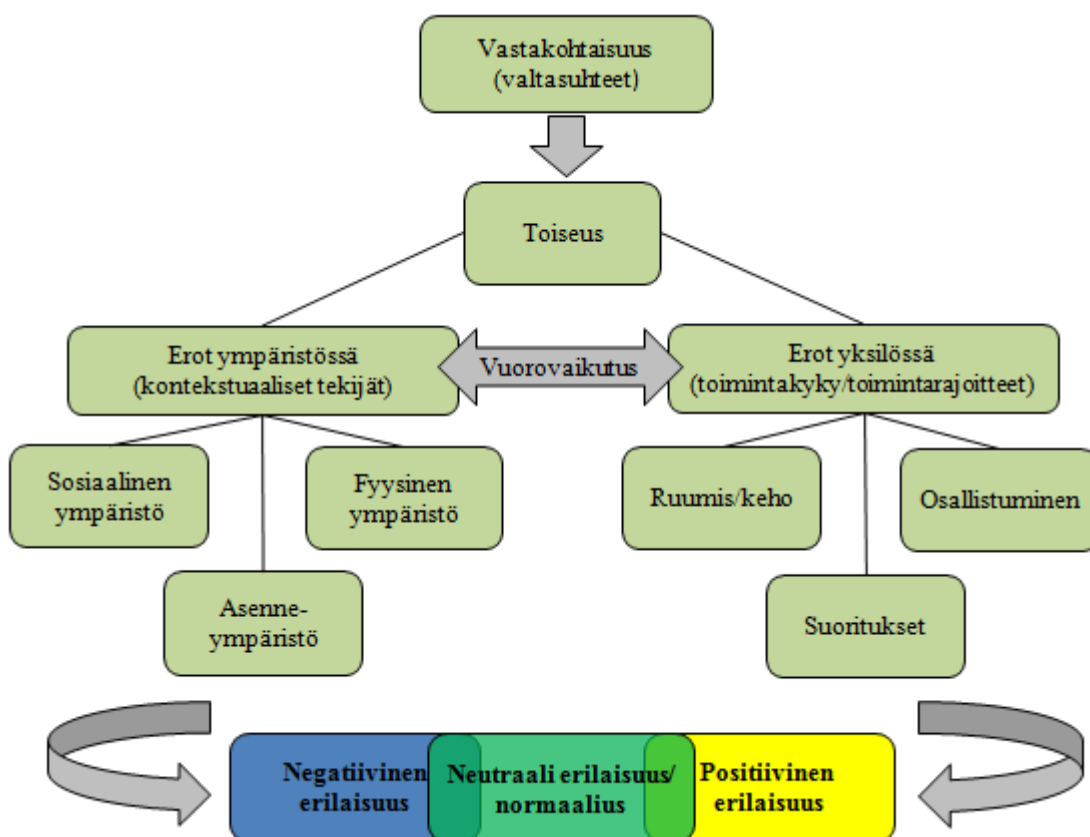 Vastakohtaisuus
(valtasuhteet)
Toiseus
Erot ympäristössä
(kontekstuaaliset tekijät)
Vuorovaikutus
Erot yksilössä
(toimintakyky/toimintarajoitteet)
Sosiaalinen
ympäristö
Fyysinen
ympäristö
Ruumis/keho
Osallistuminen
Asenne-
ympäristö
Suoritukset
Negatiivinen
erilaisuus
Neutraali erilaisuus/
normaalius
Positiivinen
erilaisuus